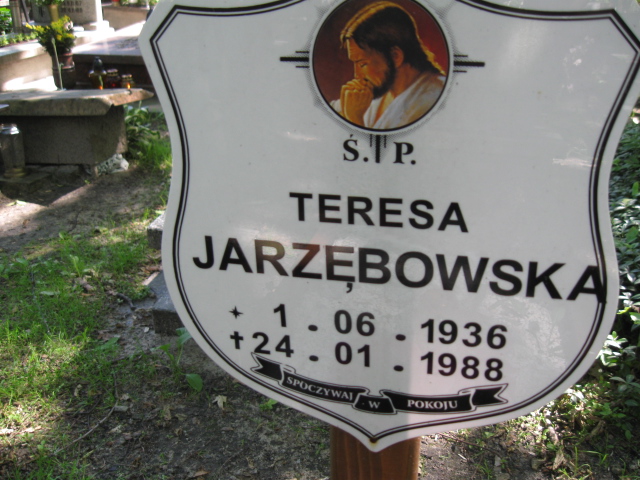 Ś.†P.
TERESA
JARZĘBOWSKA
1 - 06 - 1936
†24 - 01 - 1988
SPOCZYWAJ W POKOJU